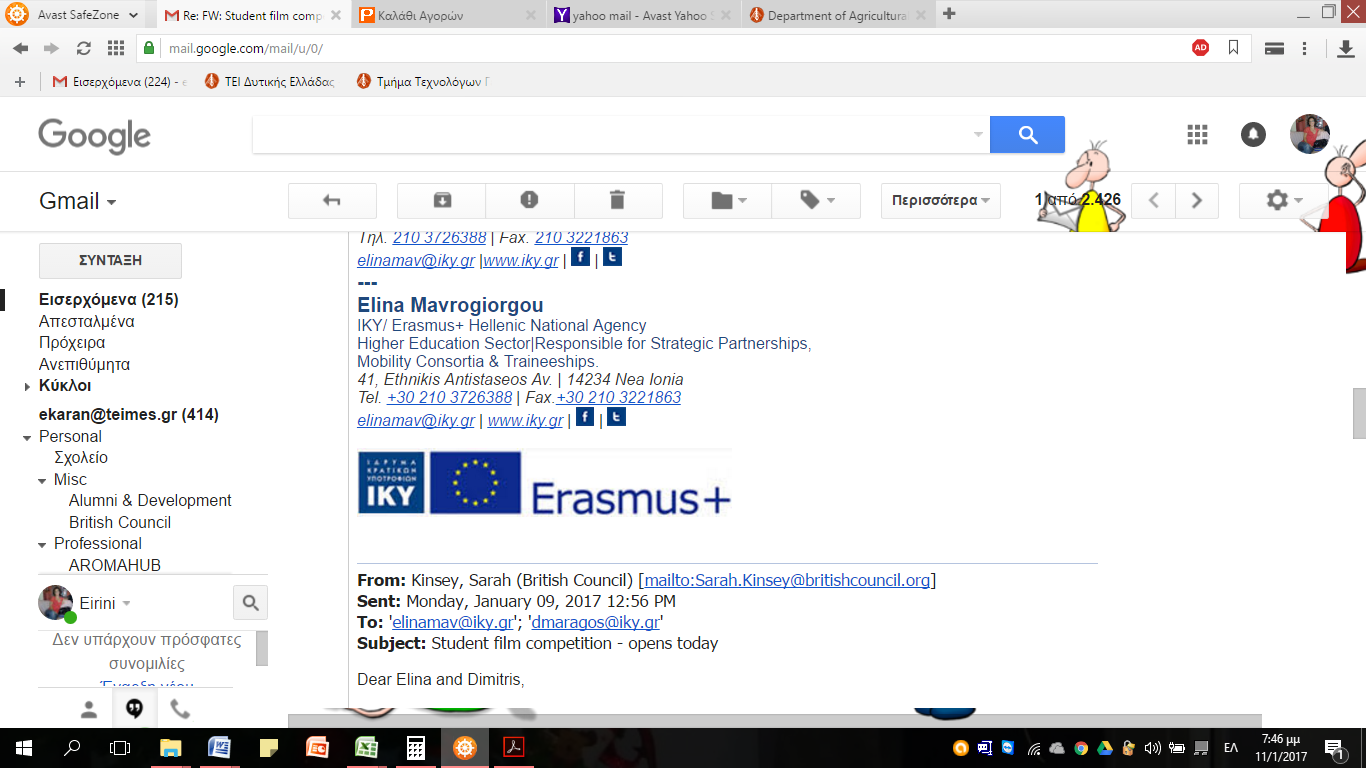 Avast SafeZone
Re: FW: Student film comp
Καλάθι Αγορών
yahoo mail - Avast Yahoo S
Department of Agricultura
mail.google.com/mail/u/0/
AD
Εισερχόμενα (224) - e
ΤΕΙ Δυτικής Ελλάδας
Τμήμα Τεχνολόγων Γ
Google
Gmail
Περισσότερα
1 από 2.426
ΣΥΝΤΑΞΗ
Εισερχόμενα (215)
Απεσταλμένα
Πρόχειρα
Ανεπιθύμητα
Κύκλοι
ekaran@teimes.gr (414)
Personal
Σχολείο
Misc
Alumni & Development
British Council
Professional
AROMAHUB
Eirini
Δεν υπάρχουν πρόσφατες
συνομιλίες
Έναρξη νέου
Τηλ. 210 3726388 | Fax. 210 3221863
elinamav@iky.gr |www.iky.gr | f | t
---
Elina Mavrogiorgou
IKY/ Erasmus+ Hellenic National Agency
Higher Education Sector|Responsible for Strategic Partnerships,
Mobility Consortia & Traineeships.
41, Ethnikis Antistaseos Av. | 14234 Nea Ionia
Tel. +30 210 3726388 | Fax.+30 210 3221863
elinamav@iky.gr | www.iky.gr | f | t
ΙΔΡΥΜΑ
ΚΡΑΤΙΚΩΝ
ΥΠΟΤΡΟΦΙΩΝ
IKY
Erasmus+
From: Kinsey, Sarah (British Council) [mailto:Sarah.Kinsey@britishcouncil.org]
Sent: Monday, January 09, 2017 12:56 PM
To: 'elinamav@iky.gr'; 'dmaragos@iky.gr'
Subject: Student film competition - opens today
Dear Elina and Dimitris,
ΕΛ
7:46 μμ
11/1/2017
1